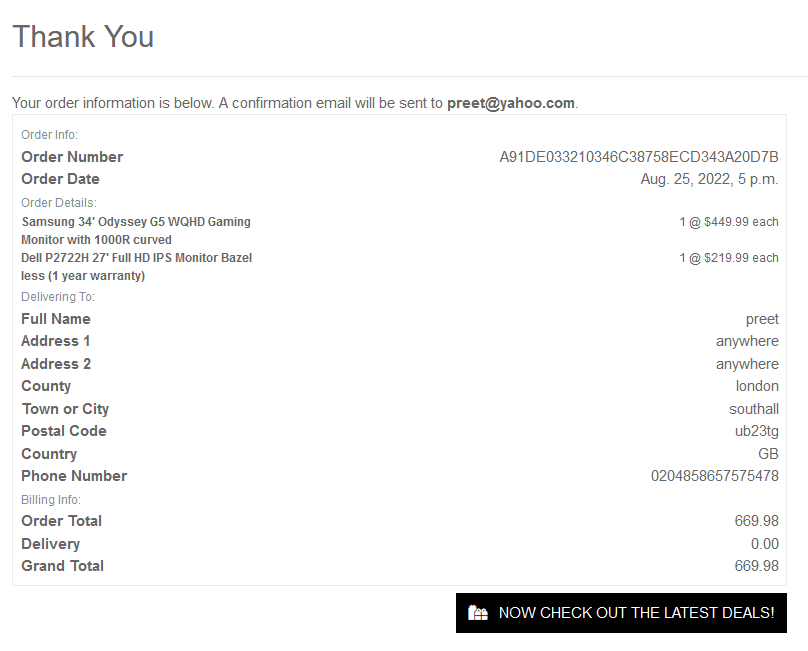 Thank You
Your order information is below. A confirmation email will be sent to preet@yahoo.com.
Order Info:
Order Number A91DE033210346C38758ECD343A20D7B
Order Date Aug. 25, 2022, 5 p.m.
Order Details:
Samsung 34' Odyssey G5 WQHD Gaming 1 @ $449.99 each
Monitor with 1000R curved
Dell P2722H 27' Full HD IPS Monitor Bazel 1 @ $219.99 each
less (1 year warranty)
Delivering To:
Full Name preet
Address 1 anywhere
Address 2 anywhere
County london
Town or City southall
Postal Code ub23tg
Country GB
Phone Number 0204858657575478
Billing Info:
Order Total 669.98
Delivery 0.00
Grand Total 669.98
NOW CHECK OUT THE LATEST DEALS!